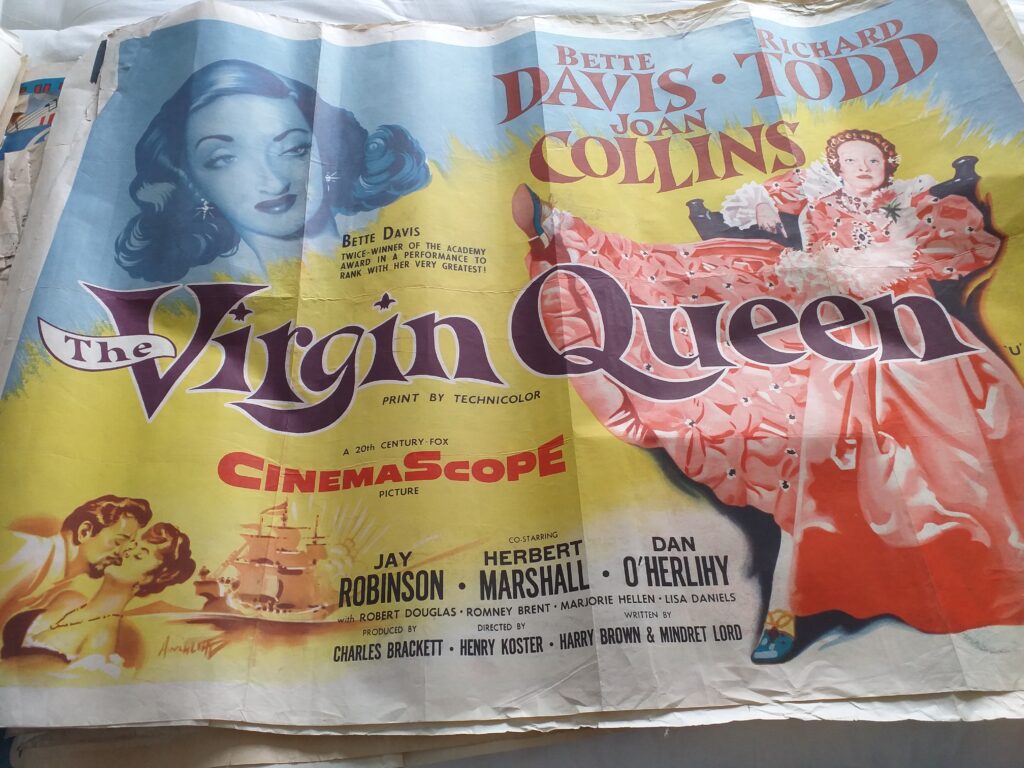 BETTE
DAVIS · RICHARD
TODD
JOAN
COLLINS
BETTE DAVIS
TWICE-WINNER OF THE ACADEMY
AWARD IN A PERFORMANCE TO
RANK WITH HER VERY GREATEST!
The Virgin Queen
"U"
PRINT BY TECHNICOLOR
A 20th CENTURY-FOX
CINEMASCOPE
PICTURE
CO-STARRING
JAY
ROBINSON · HERBERT
MARSHALL · DAN
O'HERLIHY
with ROBERT DOUGLAS · ROMNEY BRENT · MARJORIE HELLEN · LISA DANIELS
PRODUCED BY DIRECTED BY WRITTEN BY
CHARLES BRACKETT · HENRY KOSTER · HARRY BROWN & MINDRET LORD